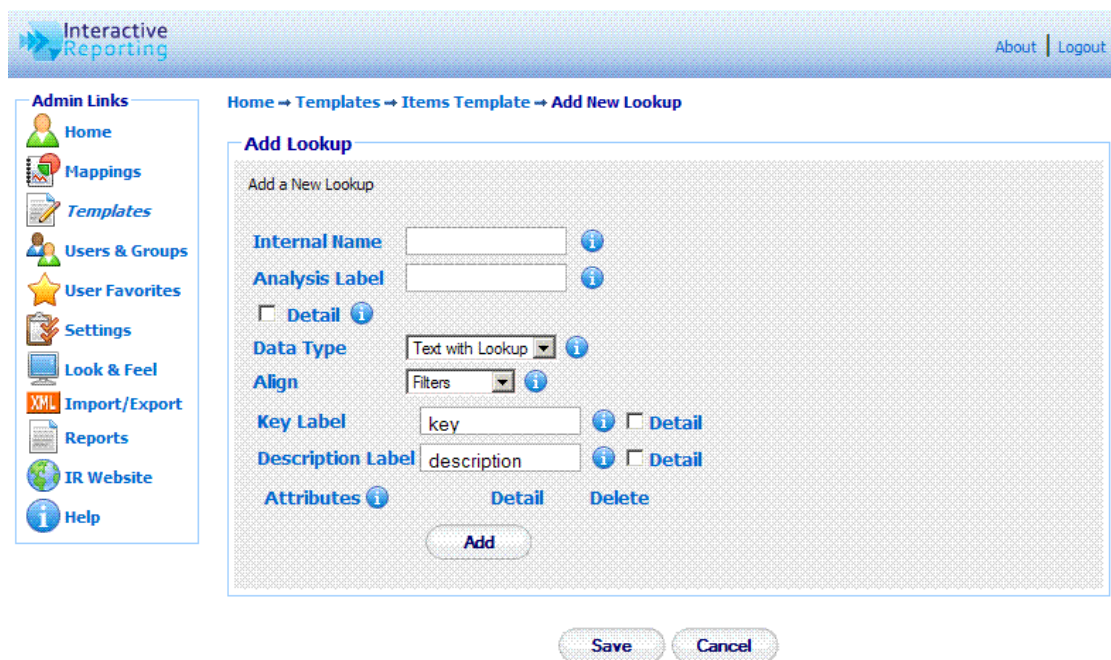 Interactive
Reporting
About | Logout
Admin Links
Home
Mappings
Templates
Users & Groups
User Favorites
Settings
Look & Feel
XML Import/Export
Reports
IR Website
Help
Home → Templates → Items Template → Add New Lookup
Add Lookup
Add a New Lookup
Internal Name
Analysis Label
Detail
Data Type Text with Lookup
Align Filters
Key Label key Detail
Description Label description Detail
Attributes Detail Delete
Add
Save Cancel